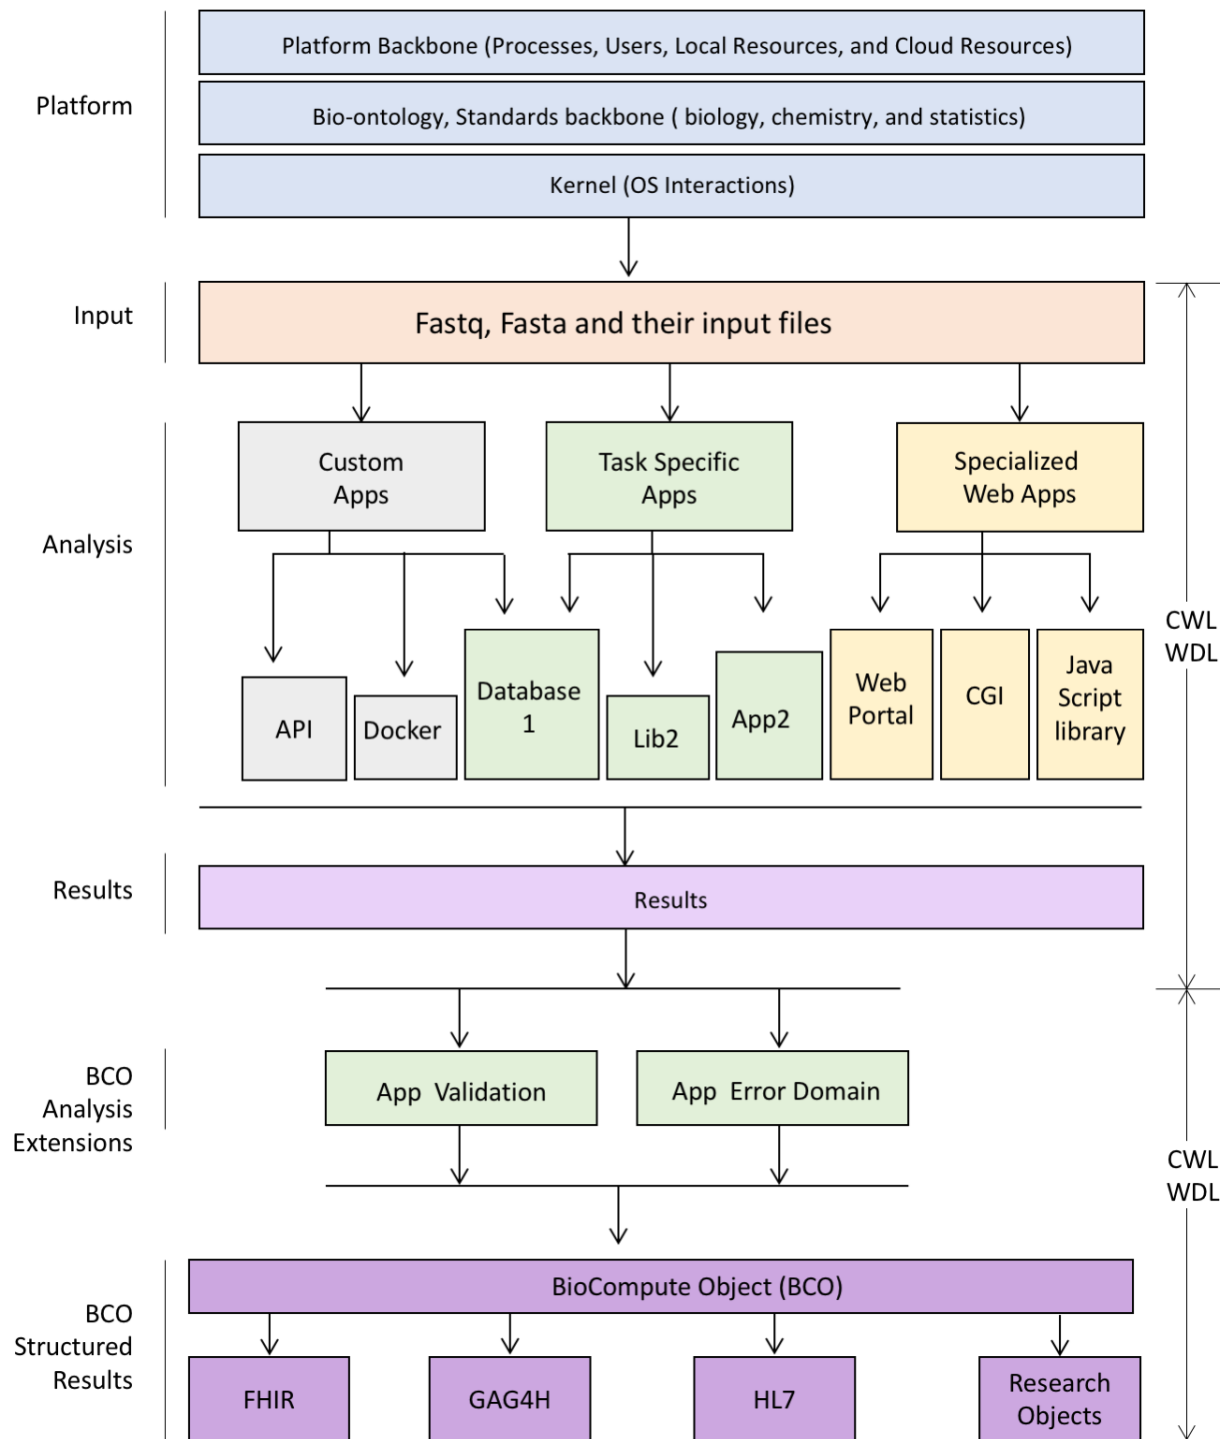 Platform
Platform Backbone (Processes, Users, Local Resources, and Cloud Resources)
Bio-ontology, Standards backbone ( biology, chemistry, and statistics)
Kernel (OS Interactions)
Input
Fastq, Fasta and their input files
Analysis
Custom
Apps
Task Specific
Apps
Specialized
Web Apps
API
Docker
Database
1
Lib2
App2
Web
Portal
CGI
Java
Script
library
CWL
WDL
Results
Results
BCO
Analysis
Extensions
App Validation
App Error Domain
CWL
WDL
BCO
Structured
Results
BioCompute Object (BCO)
FHIR
GAG4H
HL7
Research
Objects